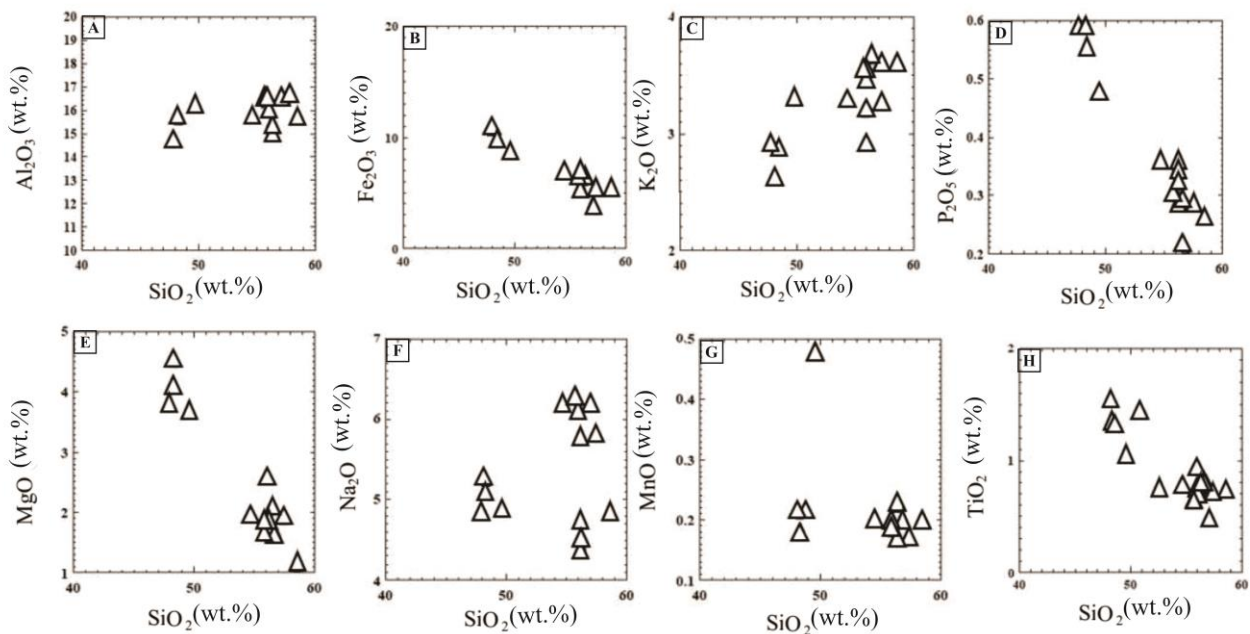 A
20
19
18
17
16
15
14
13
12
11
10
40 50 60
Al₂O₃ (wt.%)
SiO₂(wt.%)
B
20
10
0
40 50 60
Fe₂O₃ (wt.%)
SiO₂(wt.%)
C
4
3
2
40 50 60
K₂O (wt.%)
SiO₂(wt.%)
D
0.6
0.5
0.4
0.3
0.2
40 50 60
P₂O₅ (wt.%)
SiO₂(wt.%)
E
5
4
3
2
1
40 50 60
MgO (wt.%)
SiO₂(wt.%)
F
7
6
5
4
40 50 60
Na₂O (wt.%)
SiO₂(wt.%)
G
0.5
0.4
0.3
0.2
0.1
40 50 60
MnO (wt.%)
SiO₂(wt.%)
H
2
1
0
40 50 60
TiO₂ (wt.%)
SiO₂(wt.%)